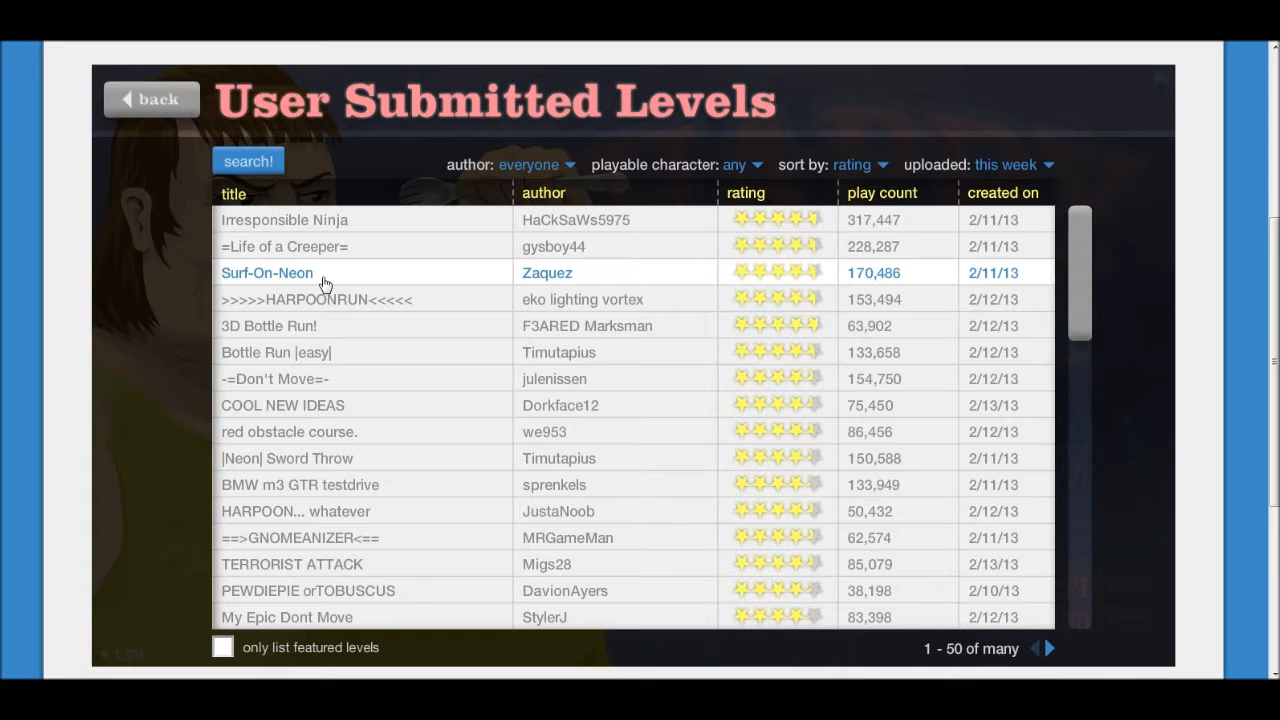 back
User Submitted Levels
search! author: everyone playable character: any sort by: rating uploaded: this week
title author rating play count created on
Irresponsible Ninja HaCkSaWs5975 317,447 2/11/13
=Life of a Creeper= gysboy44 228,287 2/11/13
Surf-On-Neon Zaquez 170,486 2/11/13
>>>>>HARPOONRUN<<<<< eko lighting vortex 153,494 2/12/13
3D Bottle Run! F3ARED Marksman 63,902 2/12/13
Bottle Run |easy| Timutapius 133,658 2/12/13
-=Don't Move=- julenissen 154,750 2/12/13
COOL NEW IDEAS Dorkface12 75,450 2/13/13
red obstacle course. we953 86,456 2/12/13
|Neon| Sword Throw Timutapius 150,588 2/11/13
BMW m3 GTR testdrive sprenkels 133,949 2/11/13
HARPOON... whatever JustaNoob 50,432 2/12/13
==>GNOMEANIZER<== MRGameMan 62,574 2/11/13
TERRORIST ATTACK Migs28 85,079 2/13/13
PEWDIEPIE orTOBUSCUS DavionAyers 38,198 2/10/13
My Epic Dont Move StylerJ 83,398 2/12/13
only list featured levels 1 - 50 of many